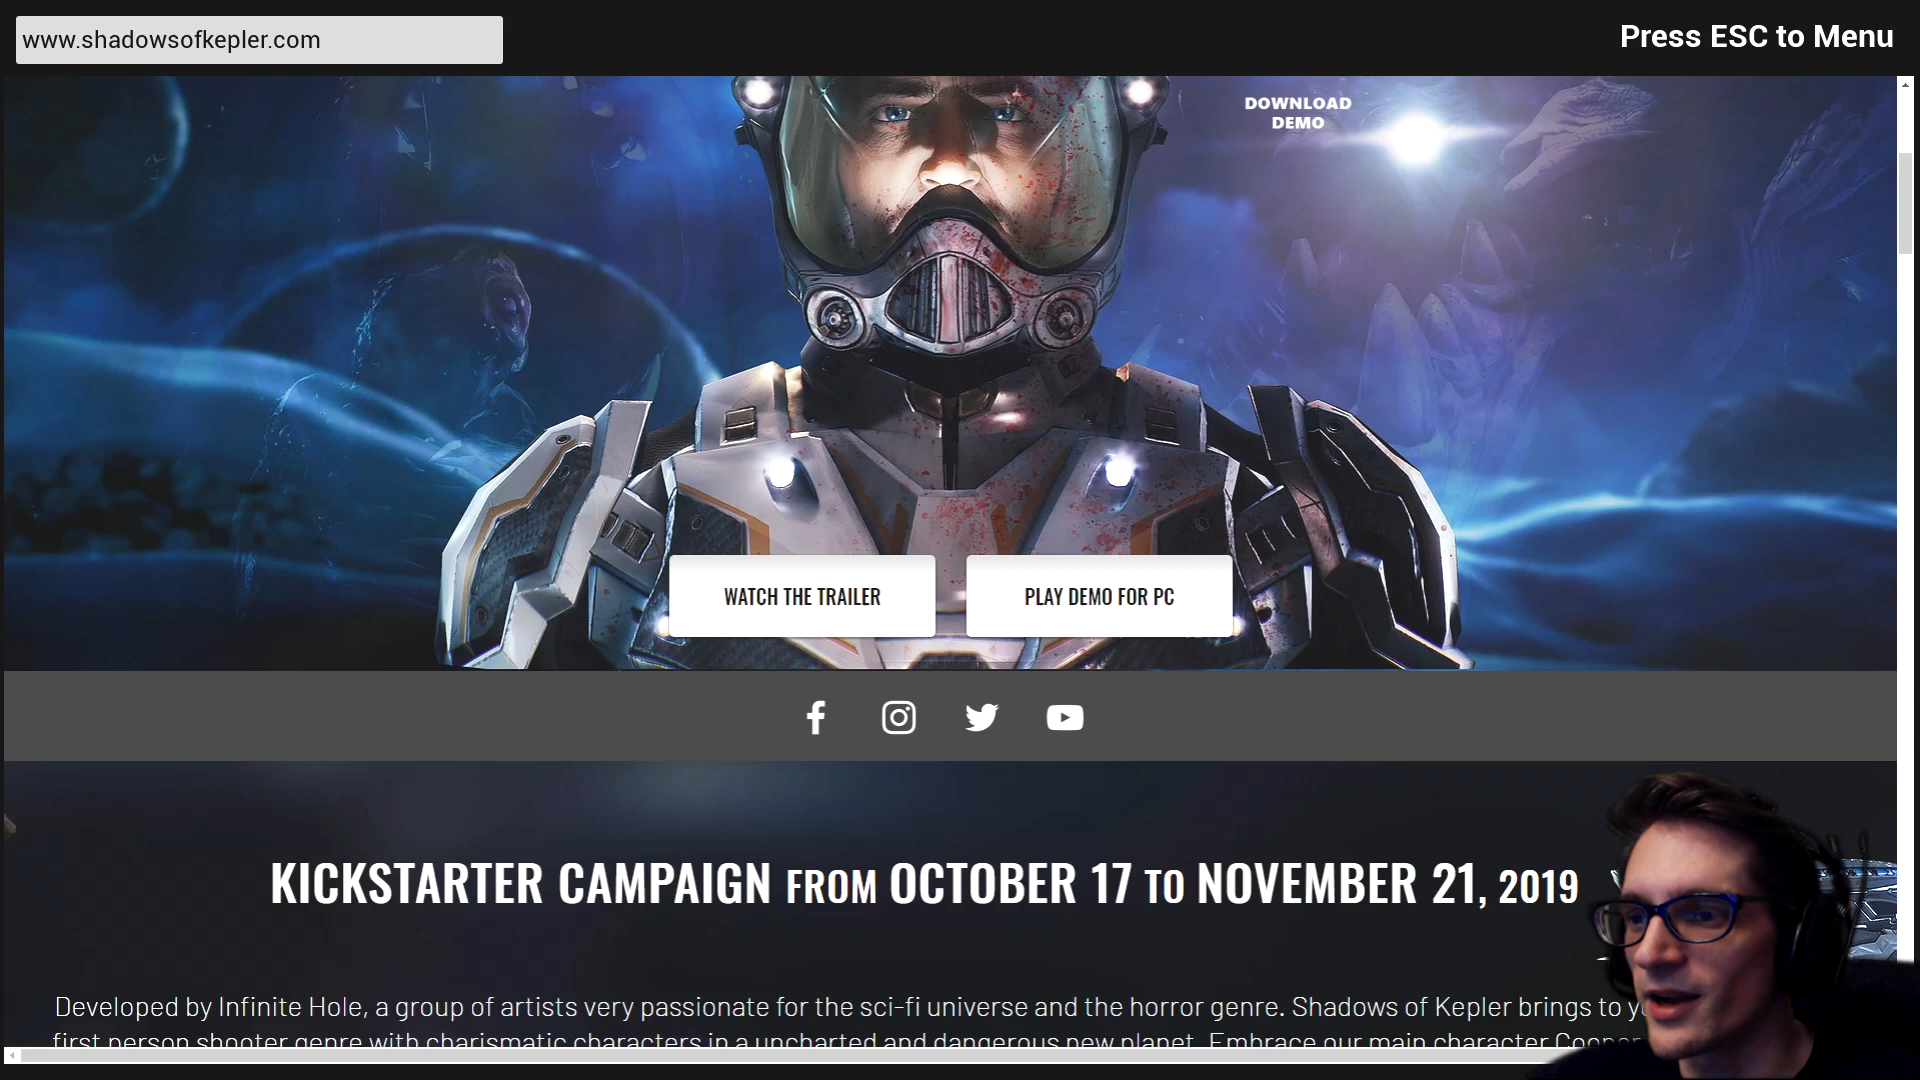 www.shadowsofkepler.com
Press ESC to Menu
DOWNLOAD
DEMO
WATCH THE TRAILER
PLAY DEMO FOR PC
KICKSTARTER CAMPAIGN FROM OCTOBER 17 TO NOVEMBER 21, 2019
Developed by Infinite Hole, a group of artists very passionate for the sci-fi universe and the horror genre. Shadows of Kepler brings to
first person shooter genre with charismatic characters in a uncharted and dangerous new planet. Embrace our main character